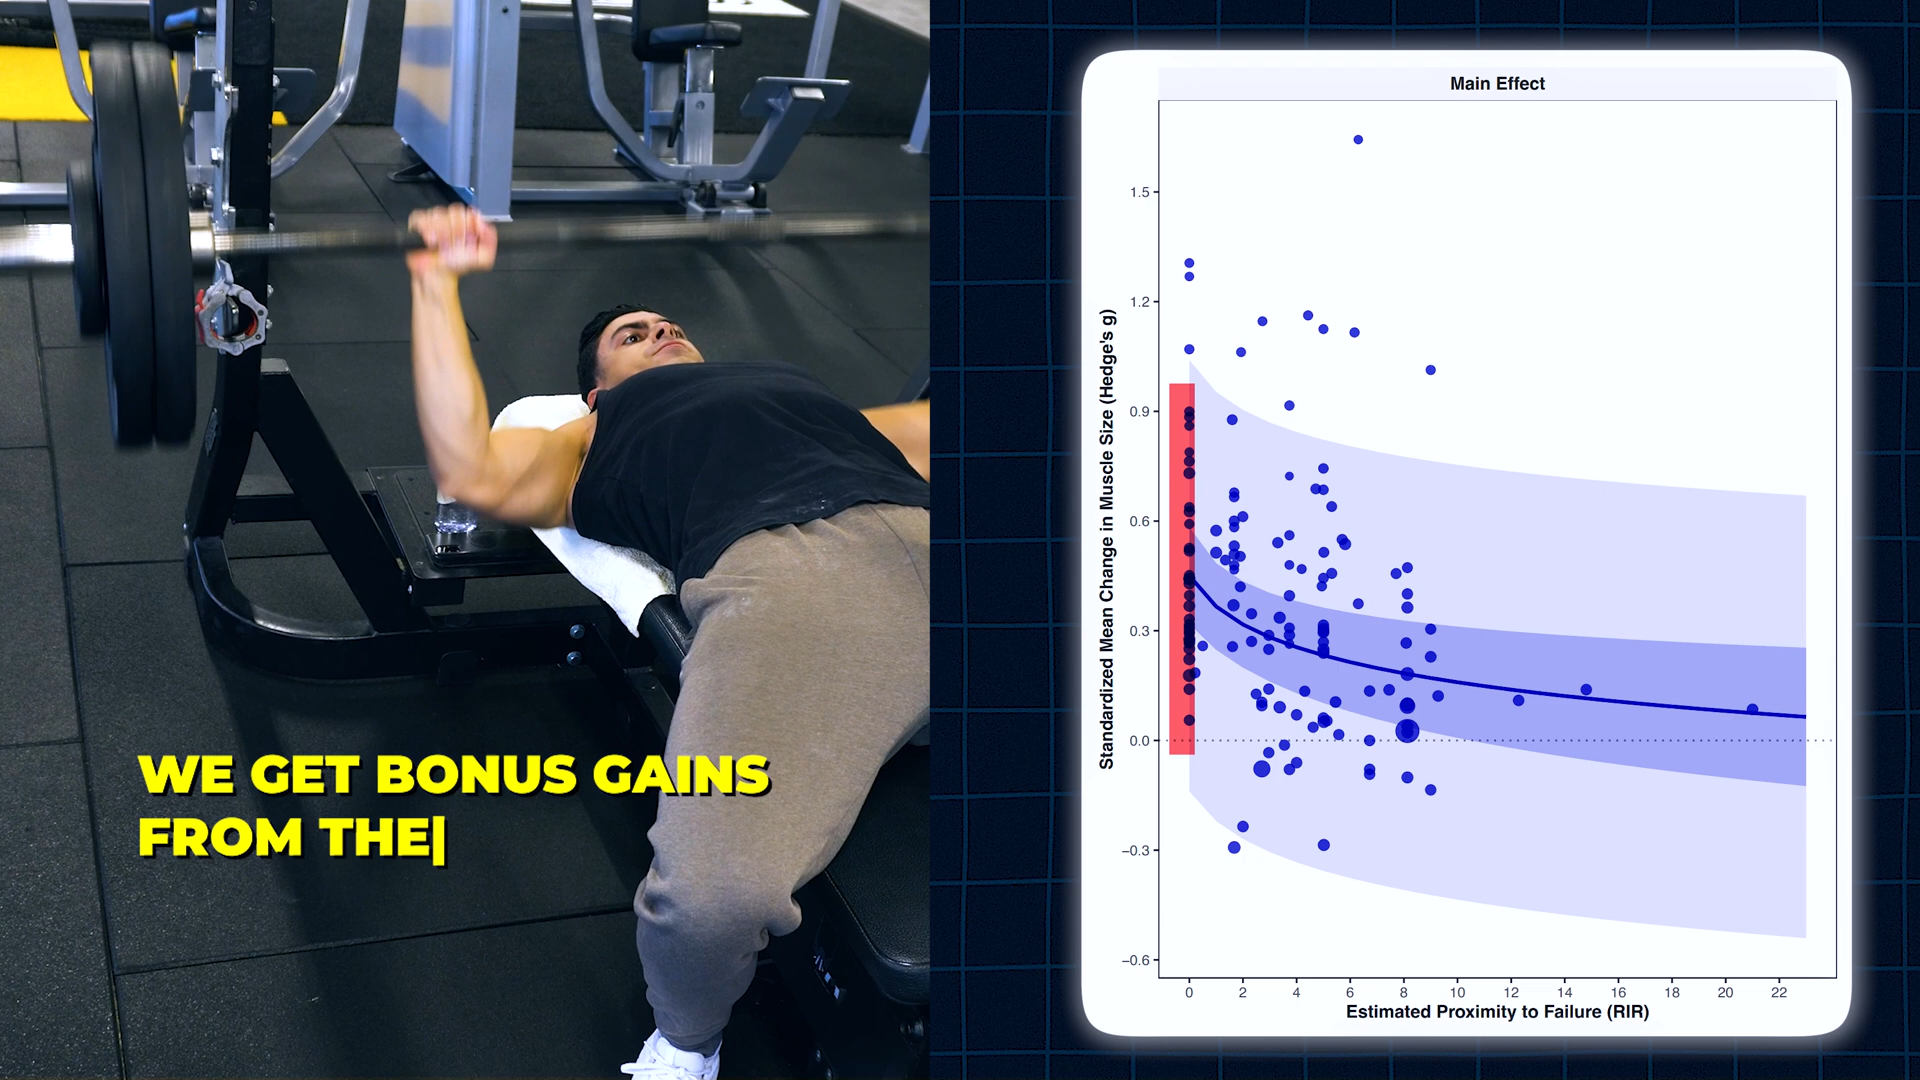 WE GET BONUS GAINS
FROM THE|
Main Effect
Standardized Mean Change in Muscle Size (Hedge's g)
1.5
1.2
0.9
0.6
0.3
0.0
−0.3
−0.6
0 2 4 6 8 10 12 14 16 18 20 22
Estimated Proximity to Failure (RIR)